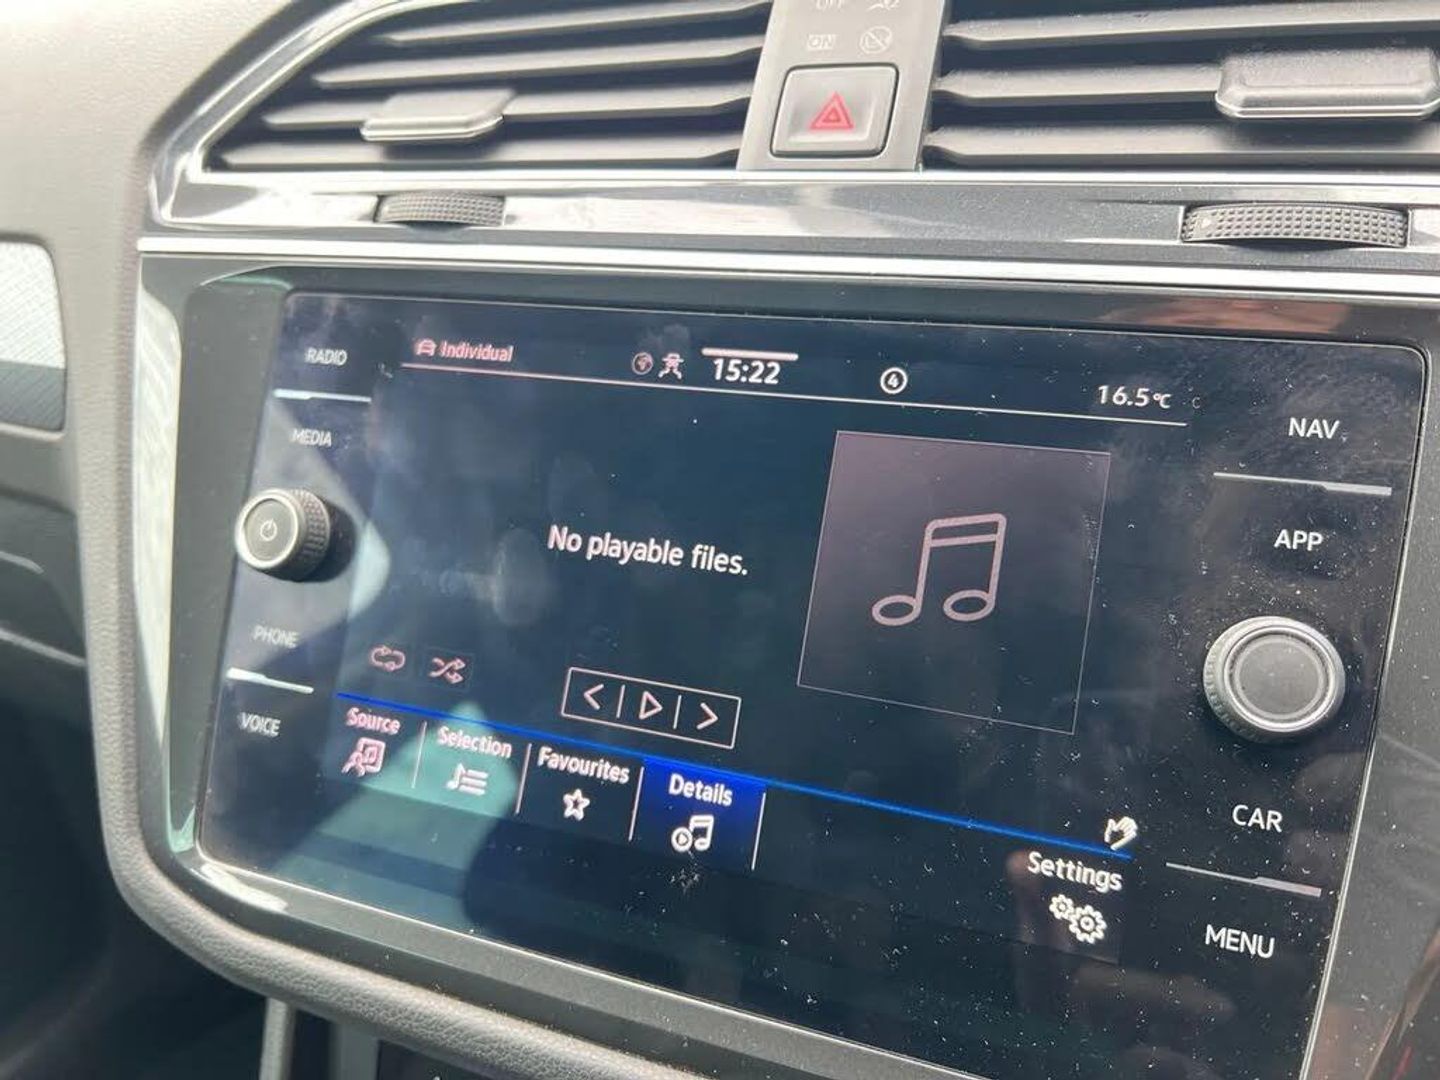 OFF
ON
RADIO
Individual
15:22
4
16.5°C
NAV
MEDIA
APP
No playable files.
PHONE
VOICE
Source
Selection
Favourites
Details
CAR
Settings
MENU